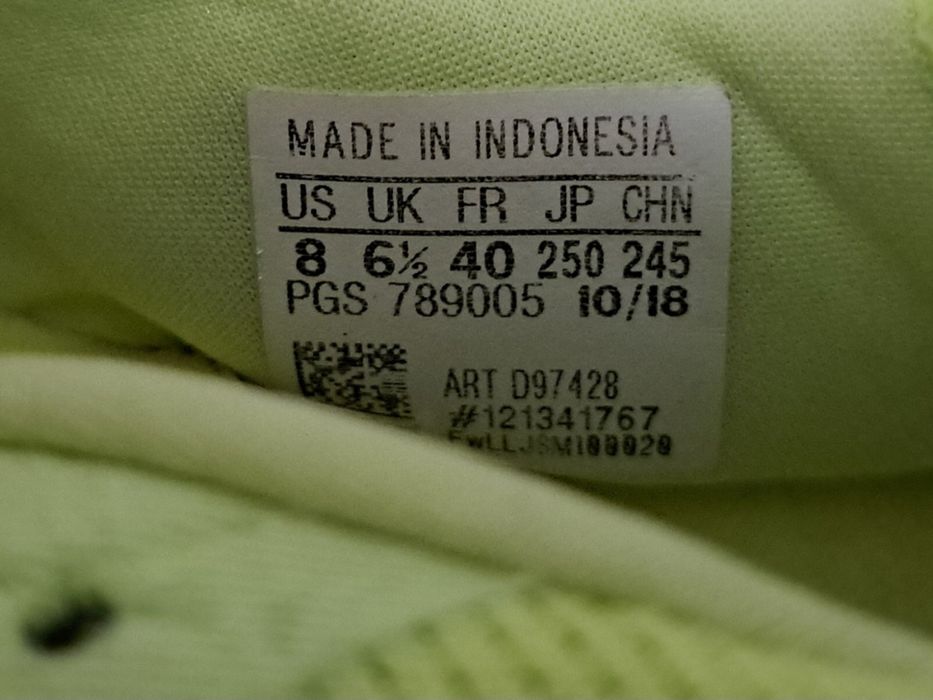 MADE IN INDONESIA
US UK FR JP CHN
8 6½ 40 250 245
PGS 789005 10/18
ART D97428
#121341767